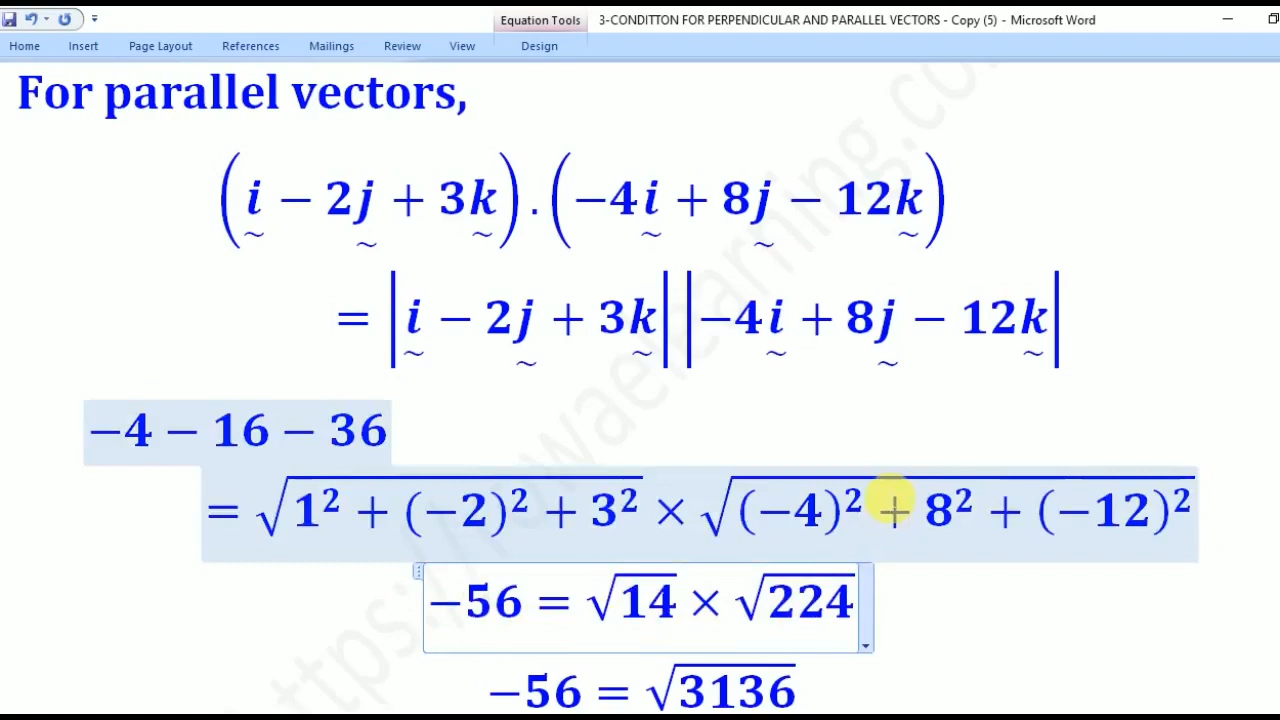 Equation Tools 3-CONDITTON FOR PERPENDICULAR AND PARALLEL VECTORS - Copy (5) - Microsoft Word
Home Insert Page Layout References Mailings Review View Design
For parallel vectors,
(i − 2j + 3k).(−4i + 8j − 12k)
= |i − 2j + 3k| |−4i + 8j − 12k|
−4 − 16 − 36
= √(1² + (−2)² + 3²) × √((−4)² + 8² + (−12)²)
−56 = √14 × √224
−56 = √3136